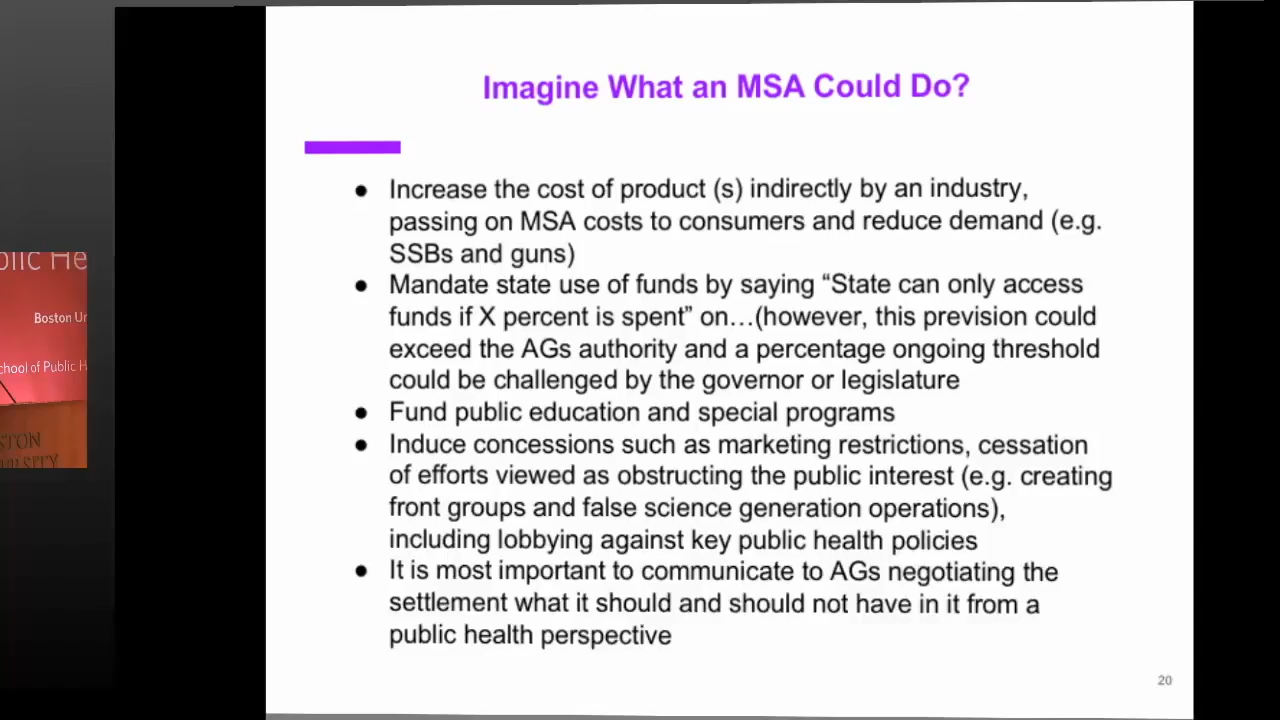 Imagine What an MSA Could Do?
● Increase the cost of product (s) indirectly by an industry,
passing on MSA costs to consumers and reduce demand (e.g.
SSBs and guns)
● Mandate state use of funds by saying “State can only access
funds if X percent is spent” on…(however, this prevision could
exceed the AGs authority and a percentage ongoing threshold
could be challenged by the governor or legislature
● Fund public education and special programs
● Induce concessions such as marketing restrictions, cessation
of efforts viewed as obstructing the public interest (e.g. creating
front groups and false science generation operations),
including lobbying against key public health policies
● It is most important to communicate to AGs negotiating the
settlement what it should and should not have in it from a
public health perspective
20
Boston
of Public